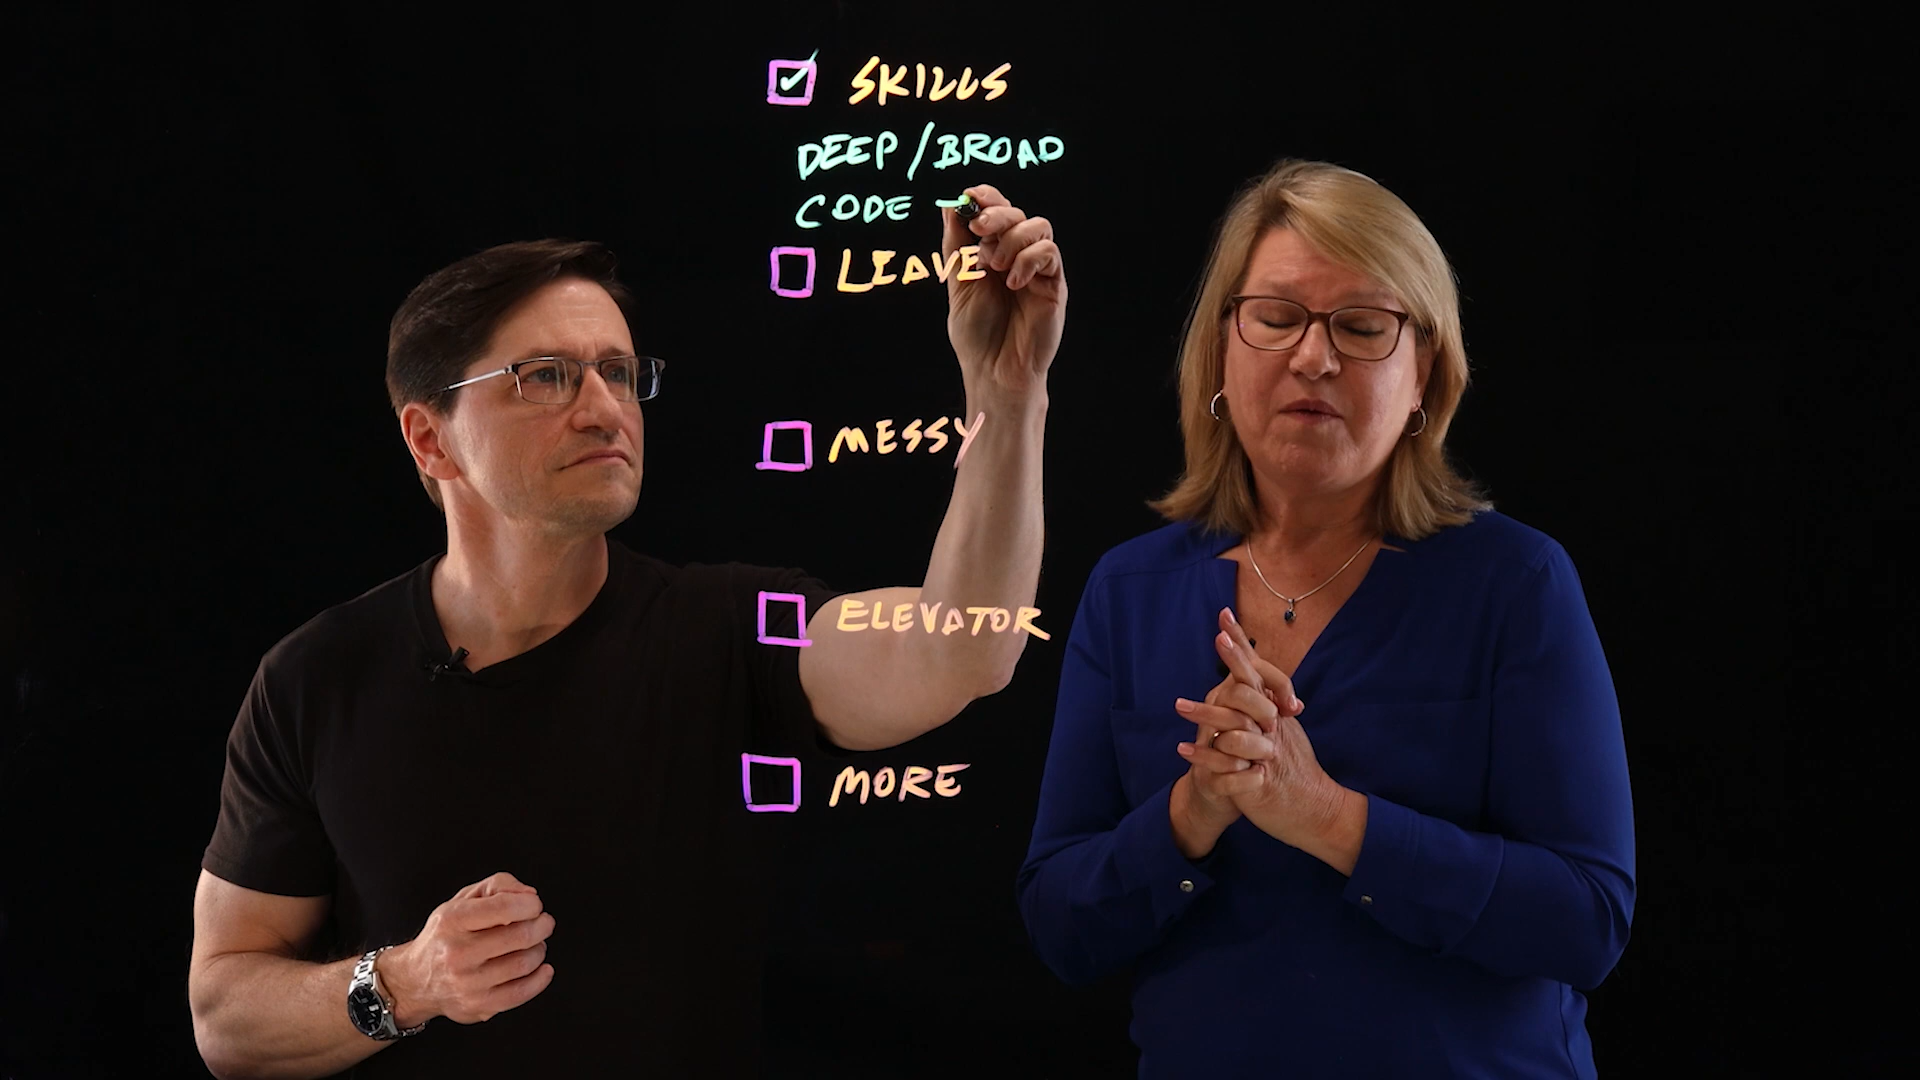 SKILLS
DEEP/BROAD
CODE -
LEAVE
MESSY
ELEVATOR
MORE